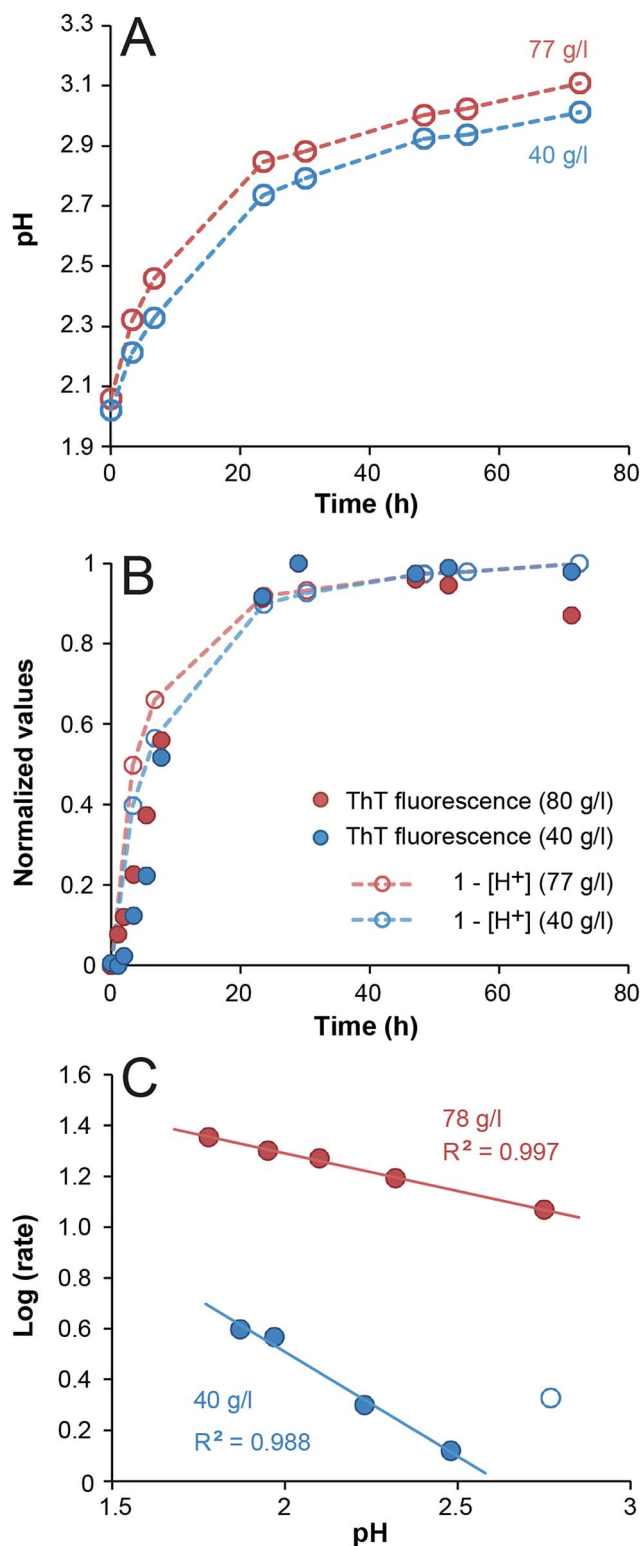 A
3.3
3.1
2.9
2.7
2.5
2.3
2.1
1.9
pH
77 g/l
40 g/l
0 20 40 60 80
Time (h)
B
1
0.8
0.6
0.4
0.2
0
Normalized values
ThT fluorescence (80 g/l)
ThT fluorescence (40 g/l)
1 - [H⁺] (77 g/l)
1 - [H⁺] (40 g/l)
0 20 40 60 80
Time (h)
C
1.6
1.4
1.2
1.0
0.8
0.6
0.4
0.2
0
Log (rate)
78 g/l
R² = 0.997
40 g/l
R² = 0.988
1.5 2 2.5 3
pH